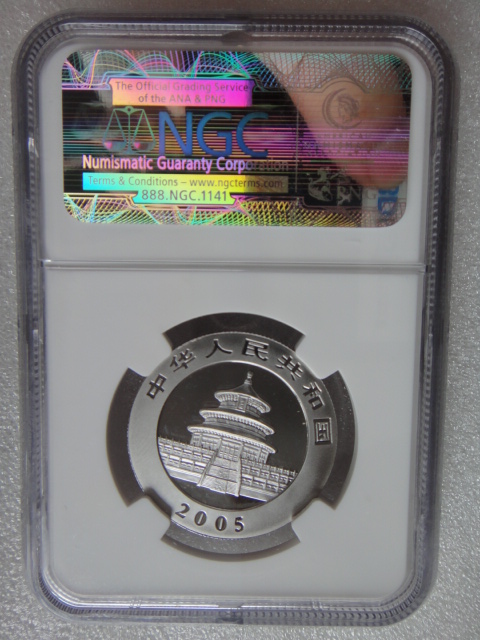 The Official Grading Service
of the ANA & PNG
NGC
Numismatic Guaranty Corporation
Terms & Conditions – www.ngcterms.com
888.NGC.1141
PNG
中华人民共和国
2005